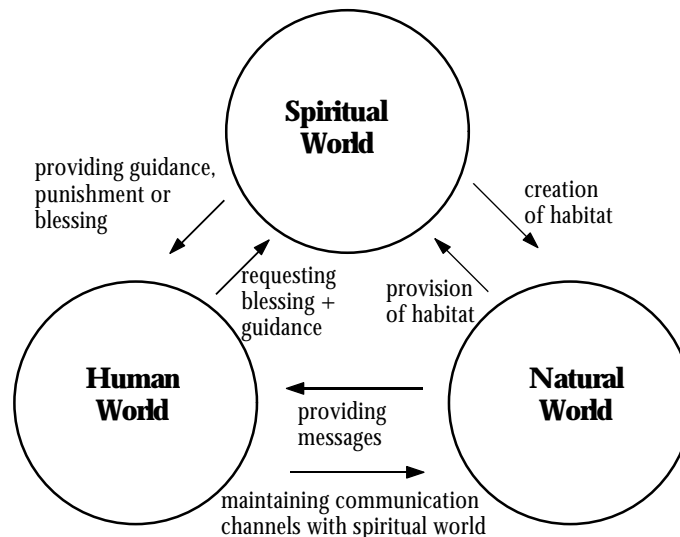 Spiritual
World
providing guidance,
punishment or
blessing
creation
of habitat
requesting
blessing +
guidance
provision
of habitat
Human
World
Natural
World
providing
messages
maintaining communication
channels with spiritual world